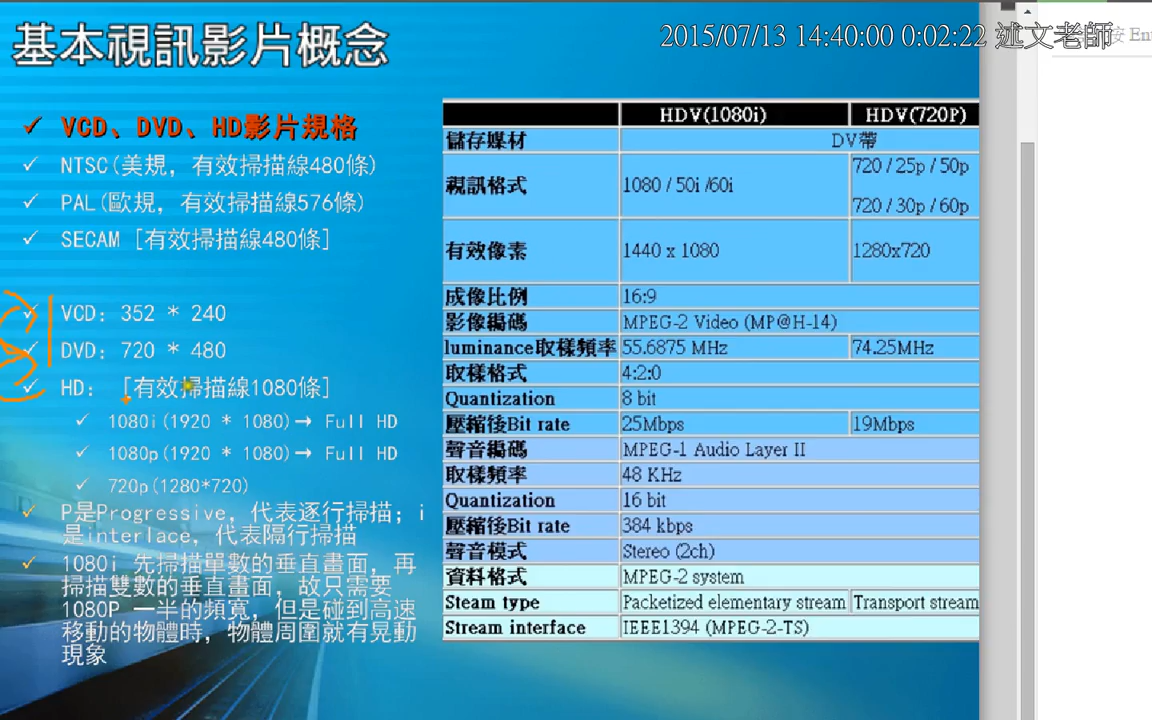 基本視訊影片概念
2015/07/13 14:40:00 0:02:22 述文老師
VCD、DVD、HD影片規格
NTSC(美規，有效掃描線480條)
PAL(歐規，有效掃描線576條)
SECAM [有效掃描線480條]
VCD：352 * 240
DVD：720 * 480
HD： [有效掃描線1080條]
1080i(1920 * 1080)→ Full HD
1080p(1920 * 1080)→ Full HD
720p(1280*720)
P是Progressive，代表逐行掃描；i
是interlace，代表隔行掃描
1080i 先掃描單數的垂直畫面，再
掃描雙數的垂直畫面，故只需要
1080P 一半的頻寬，但是碰到高速
移動的物體時，物體周圍就有晃動
現象
HDV(1080i) HDV(720P)
儲存媒材 DV帶
視訊格式 1080 / 50i /60i 720 / 25p / 50p
720 / 30p / 60p
有效像素 1440 x 1080 1280x720
成像比例 16:9
影像編碼 MPEG-2 Video (MP@H-14)
luminance取樣頻率 55.6875 MHz 74.25MHz
取樣格式 4:2:0
Quantization 8 bit
壓縮後Bit rate 25Mbps 19Mbps
聲音編碼 MPEG-1 Audio Layer II
取樣頻率 48 KHz
Quantization 16 bit
壓縮後Bit rate 384 kbps
聲音模式 Stereo (2ch)
資料格式 MPEG-2 system
Steam type Packetized elementary stream Transport stream
Stream interface IEEE1394 (MPEG-2-TS)